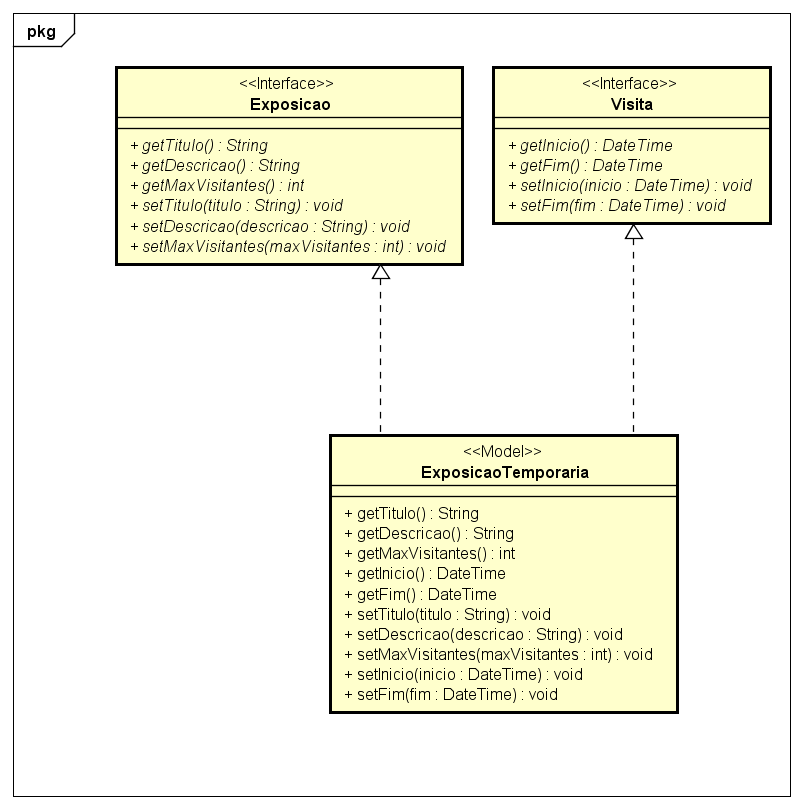 pkg
<<Interface>>
Exposicao
+ getTitulo() : String
+ getDescricao() : String
+ getMaxVisitantes() : int
+ setTitulo(titulo : String) : void
+ setDescricao(descricao : String) : void
+ setMaxVisitantes(maxVisitantes : int) : void
<<Interface>>
Visita
+ getInicio() : DateTime
+ getFim() : DateTime
+ setInicio(inicio : DateTime) : void
+ setFim(fim : DateTime) : void
<<Model>>
ExposicaoTemporaria
+ getTitulo() : String
+ getDescricao() : String
+ getMaxVisitantes() : int
+ getInicio() : DateTime
+ getFim() : DateTime
+ setTitulo(titulo : String) : void
+ setDescricao(descricao : String) : void
+ setMaxVisitantes(maxVisitantes : int) : void
+ setInicio(inicio : DateTime) : void
+ setFim(fim : DateTime) : void